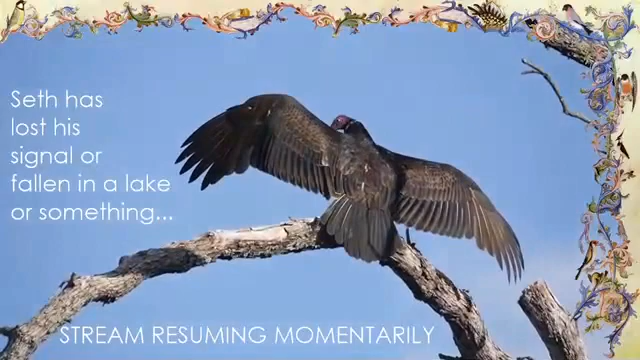 Seth has
lost his
signal or
fallen in a lake
or something...
STREAM RESUMING MOMENTARILY